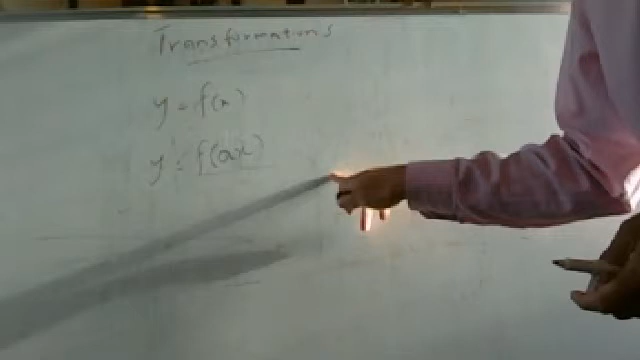 Transformations
y = f(x)
y = f(ax)